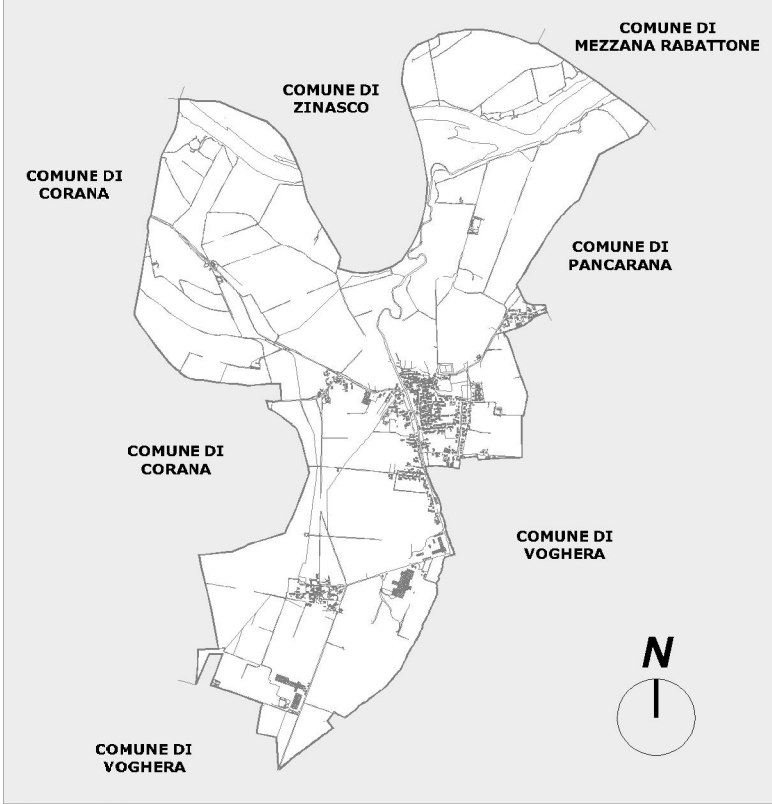 COMUNE DI
MEZZANA RABATTONE
COMUNE DI
ZINASCO
COMUNE DI
CORANA
COMUNE DI
PANCARANA
COMUNE DI
CORANA
COMUNE DI
VOGHERA
N
COMUNE DI
VOGHERA